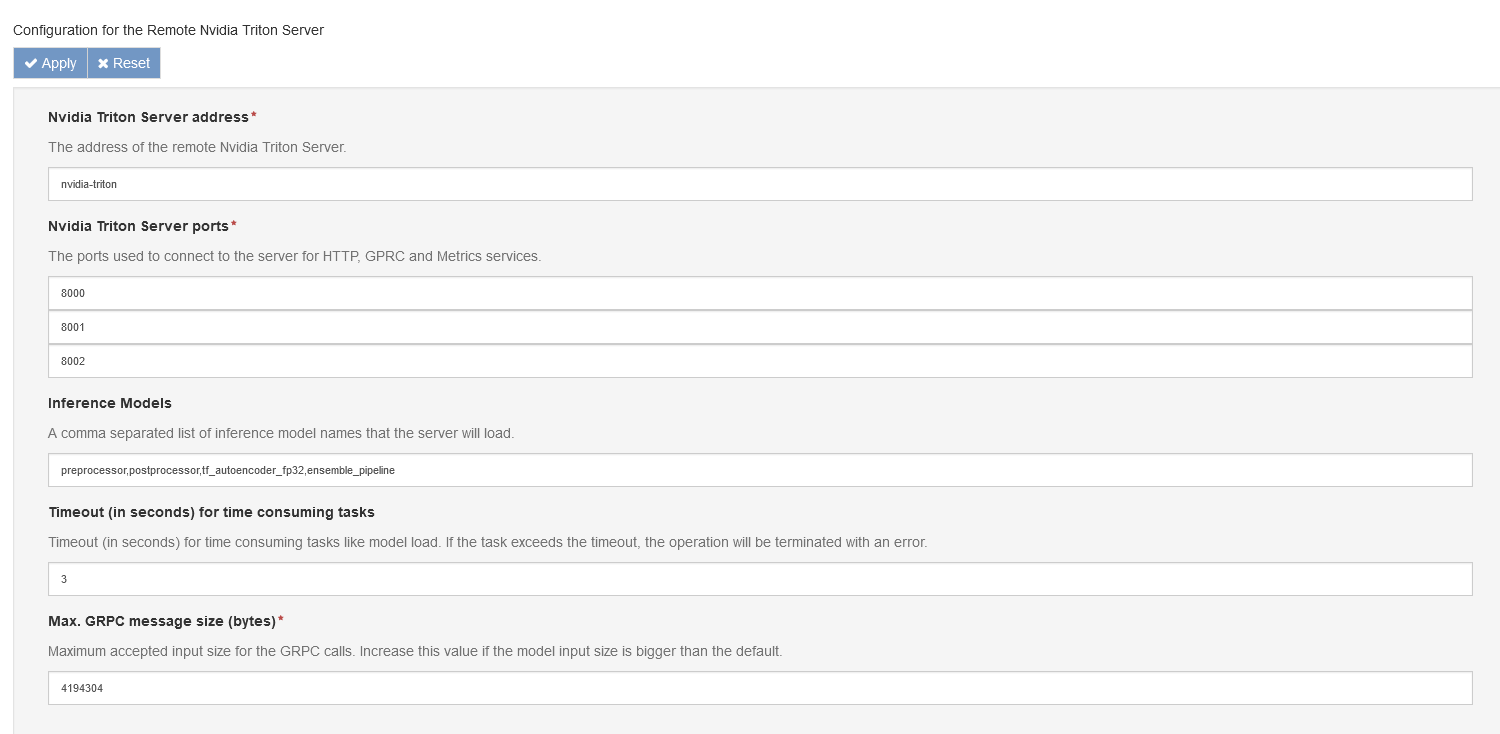 Configuration for the Remote Nvidia Triton Server
Apply Reset
Nvidia Triton Server address*
The address of the remote Nvidia Triton Server.
nvidia-triton
Nvidia Triton Server ports*
The ports used to connect to the server for HTTP, GPRC and Metrics services.
8000
8001
8002
Inference Models
A comma separated list of inference model names that the server will load.
preprocessor,postprocessor,tf_autoencoder_fp32,ensemble_pipeline
Timeout (in seconds) for time consuming tasks
Timeout (in seconds) for time consuming tasks like model load. If the task exceeds the timeout, the operation will be terminated with an error.
3
Max. GRPC message size (bytes)*
Maximum accepted input size for the GRPC calls. Increase this value if the model input size is bigger than the default.
4194304